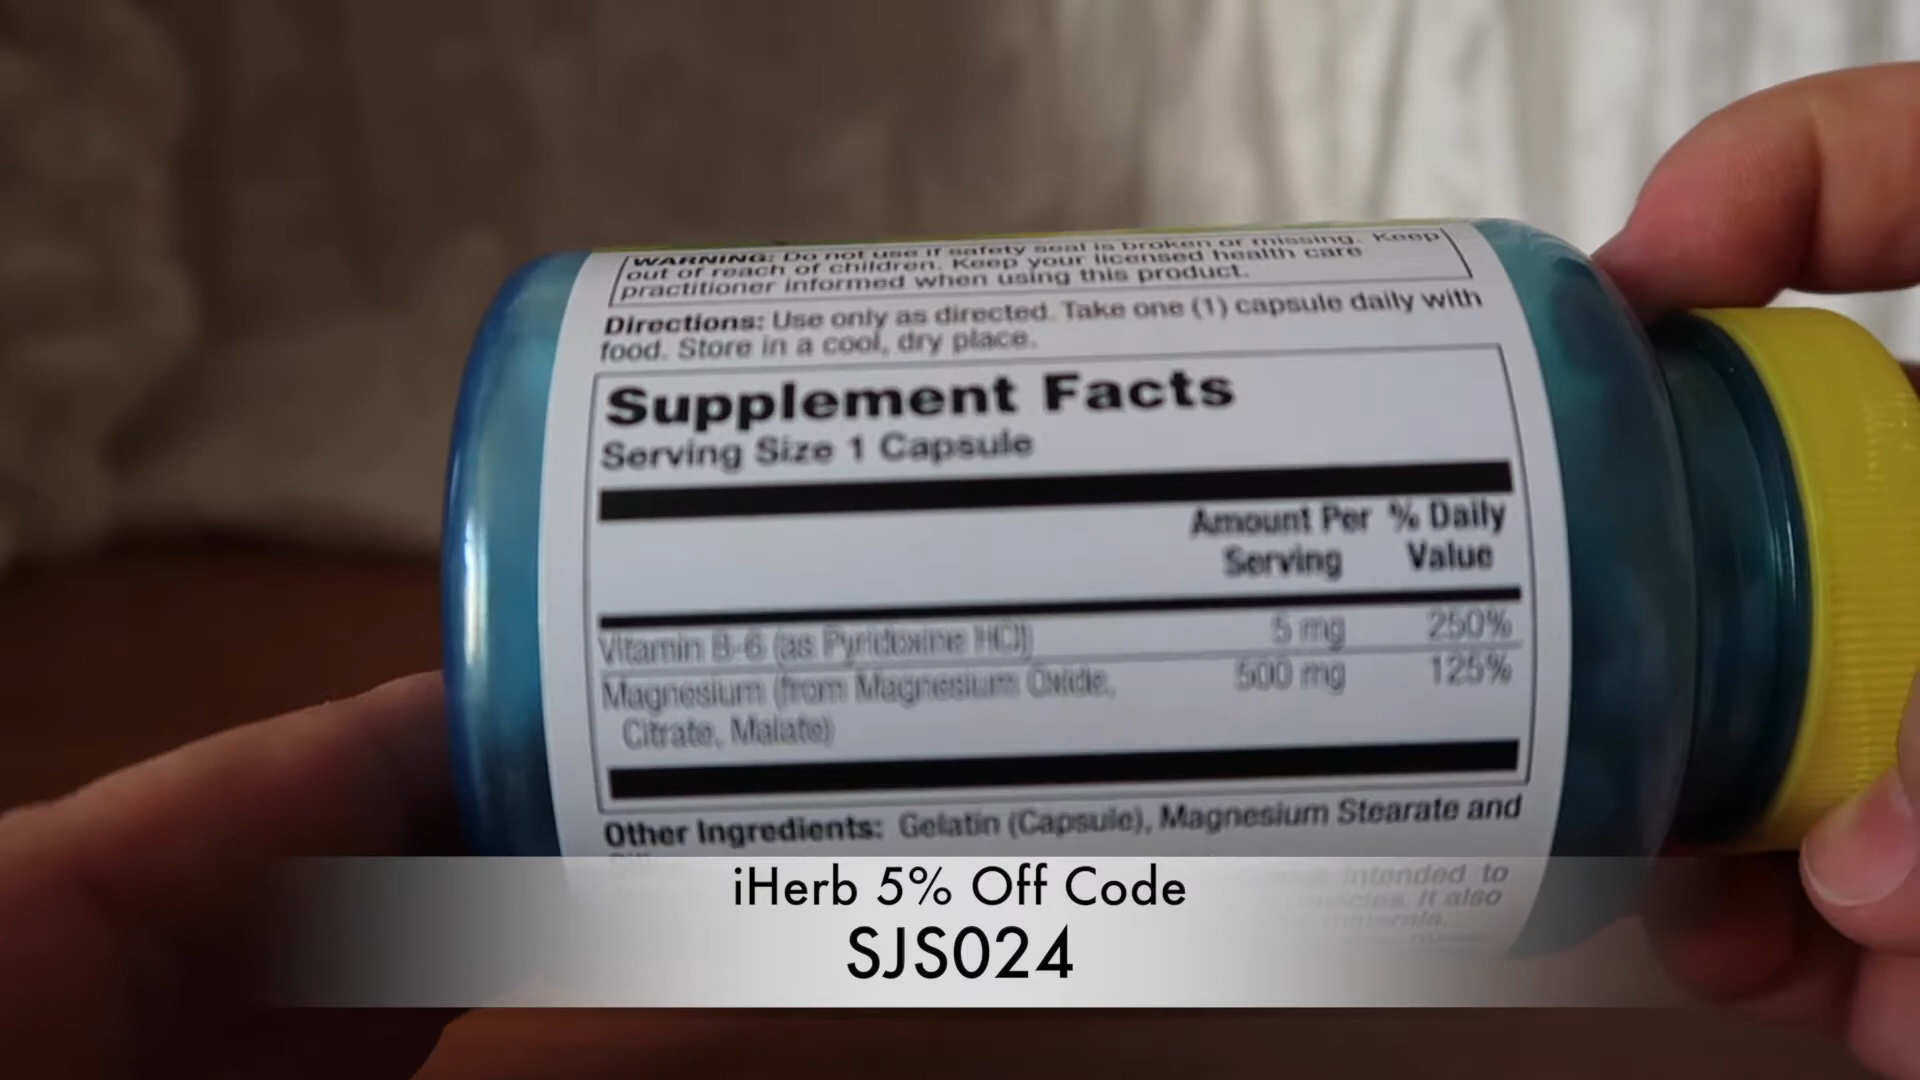 WARNING: Do not use if safety seal is broken or missing. Keep
out of reach of children. Keep your licensed health care
practitioner informed when using this product.
Directions: Use only as directed. Take one (1) capsule daily with
food. Store in a cool, dry place.
Supplement Facts
Serving Size 1 Capsule
Amount Per % Daily
Serving Value
Vitamin B-6 (as Pyridoxine HCl) 5 mg 250%
Magnesium (from Magnesium Oxide, 500 mg 125%
Citrate, Malate)
Other Ingredients: Gelatin (Capsule), Magnesium Stearate and
intended to
It also
minerals.
iHerb 5% Off Code
SJS024